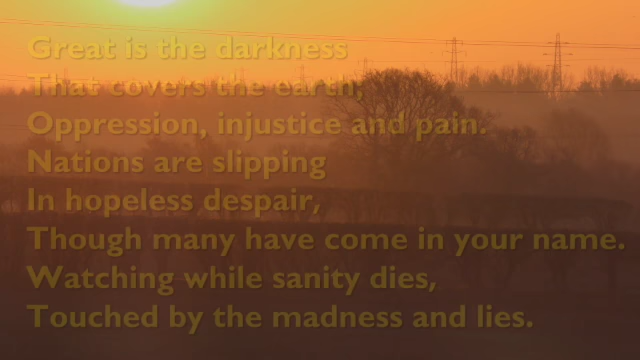 Great is the darkness
That covers the earth,
Oppression, injustice and pain.
Nations are slipping
In hopeless despair,
Though many have come in your name.
Watching while sanity dies,
Touched by the madness and lies.